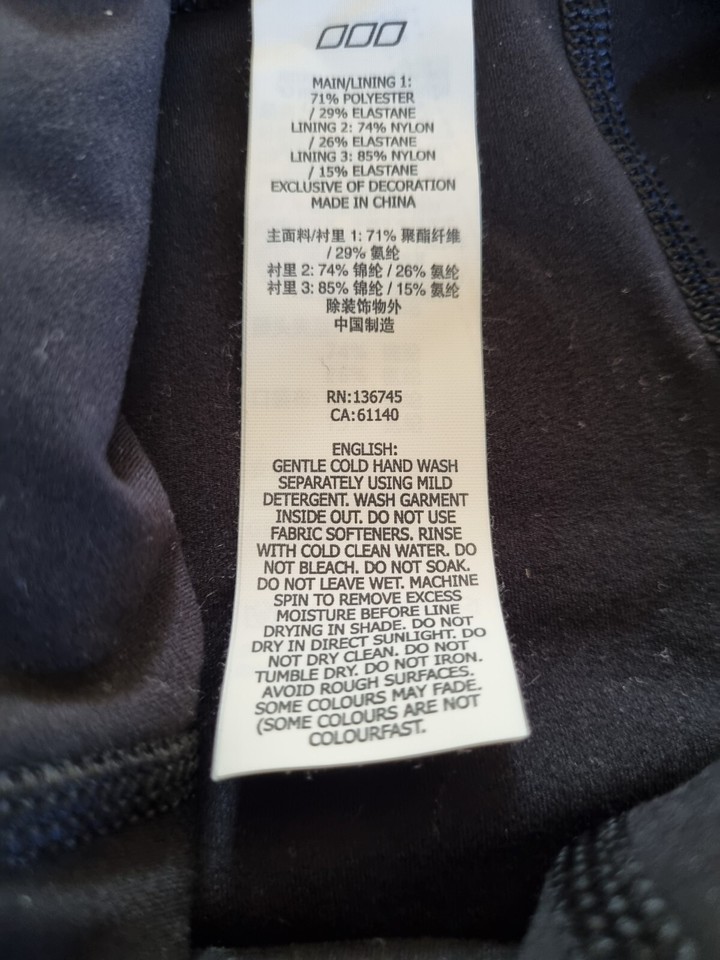 MAIN/LINING 1:
71% POLYESTER
/ 29% ELASTANE
LINING 2: 74% NYLON
/ 26% ELASTANE
LINING 3: 85% NYLON
/ 15% ELASTANE
EXCLUSIVE OF DECORATION
MADE IN CHINA
主面料/衬里 1: 71% 聚酯纤维
/ 29% 氨纶
衬里 2: 74% 锦纶 / 26% 氨纶
衬里 3: 85% 锦纶 / 15% 氨纶
除装饰物外
中国制造
RN:136745
CA:61140
ENGLISH:
GENTLE COLD HAND WASH
SEPARATELY USING MILD
DETERGENT. WASH GARMENT
INSIDE OUT. DO NOT USE
FABRIC SOFTENERS. RINSE
WITH COLD CLEAN WATER. DO
NOT BLEACH. DO NOT SOAK.
DO NOT LEAVE WET. MACHINE
SPIN TO REMOVE EXCESS
MOISTURE BEFORE LINE
DRYING IN SHADE. DO NOT
DRY IN DIRECT SUNLIGHT. DO
NOT DRY CLEAN. DO NOT
TUMBLE DRY. DO NOT IRON.
AVOID ROUGH SURFACES.
SOME COLOURS MAY FADE.
(SOME COLOURS ARE NOT
COLOURFAST.